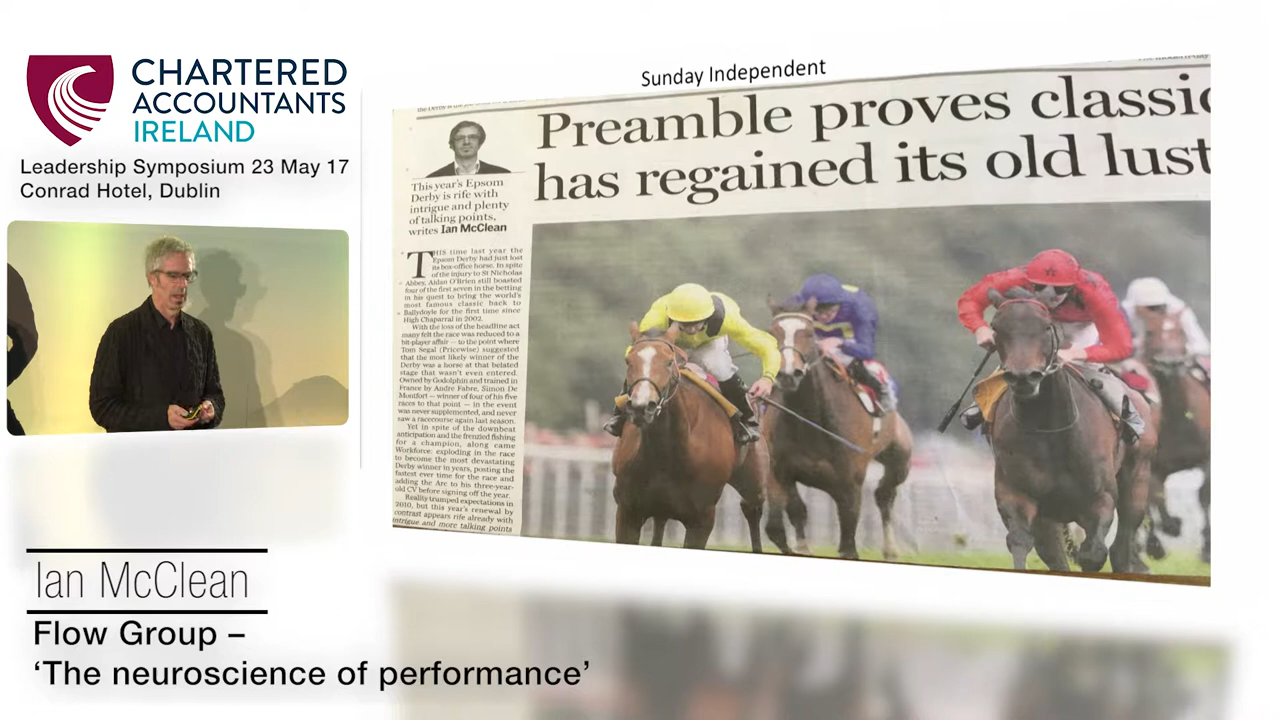 CHARTERED
ACCOUNTANTS
IRELAND
Leadership Symposium 23 May 17
Conrad Hotel, Dublin
Ian McClean
Flow Group –
‘The neuroscience of performance’
Sunday Independent
Preamble proves classic
has regained its old lust
This year's Epsom
Derby is rife with
intrigue and plenty
of talking points,
writes Ian McClean
THIS time last year the
Epsom Derby had just lost
its box-office horse. In spite
of the injury to St Nicholas
Abbey, Aidan O'Brien still boasted
four of the first seven in the betting
in his quest to bring the world's
most famous classic back to
Ballydoyle for the first time since
High Chaparral in 2002.
With the loss of the headline act
many felt the race was reduced to a
bit-player affair — to the point where
Tom Segal (Pricewise) suggested
that the most likely winner of the
Derby was a horse at that belated
stage that wasn't even entered.
Owned by Godolphin and trained in
France by Andre Fabre, Simon De
Montfort — winner of four of his five
races to that point — in the event
was never supplemented, and never
saw a racecourse again last season.
Yet in spite of the downbeat
anticipation and the frenzied fishing
for a champion, along came
Workforce: exploding in the race
to become the most devastating
Derby winner in years, posting the
fastest ever time for the race and
adding the Arc to his three-year-
old CV before signing off the year.
Reality trumped expectations in
2010, but this year's renewal by
contrast appears rife already with
intrigue and more talking points